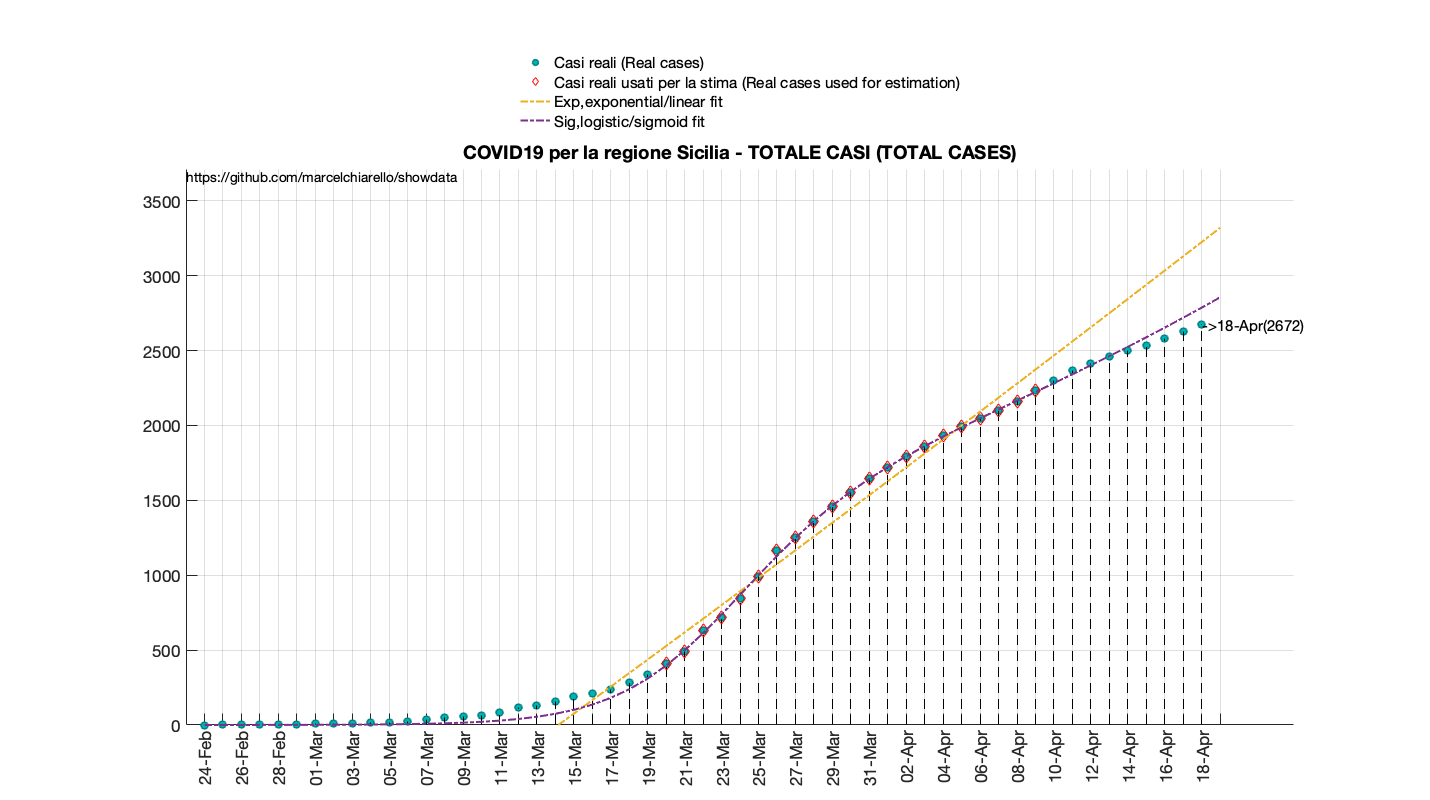 Casi reali (Real cases)
Casi reali usati per la stima (Real cases used for estimation)
Exp,exponential/linear fit
Sig,logistic/sigmoid fit
COVID19 per la regione Sicilia - TOTALE CASI (TOTAL CASES)
https://github.com/marcelchiarello/showdata
3500
3000
2500
2000
1500
1000
500
0
->18-Apr(2672)
24-Feb
26-Feb
28-Feb
01-Mar
03-Mar
05-Mar
07-Mar
09-Mar
11-Mar
13-Mar
15-Mar
17-Mar
19-Mar
21-Mar
23-Mar
25-Mar
27-Mar
29-Mar
31-Mar
02-Apr
04-Apr
06-Apr
08-Apr
10-Apr
12-Apr
14-Apr
16-Apr
18-Apr